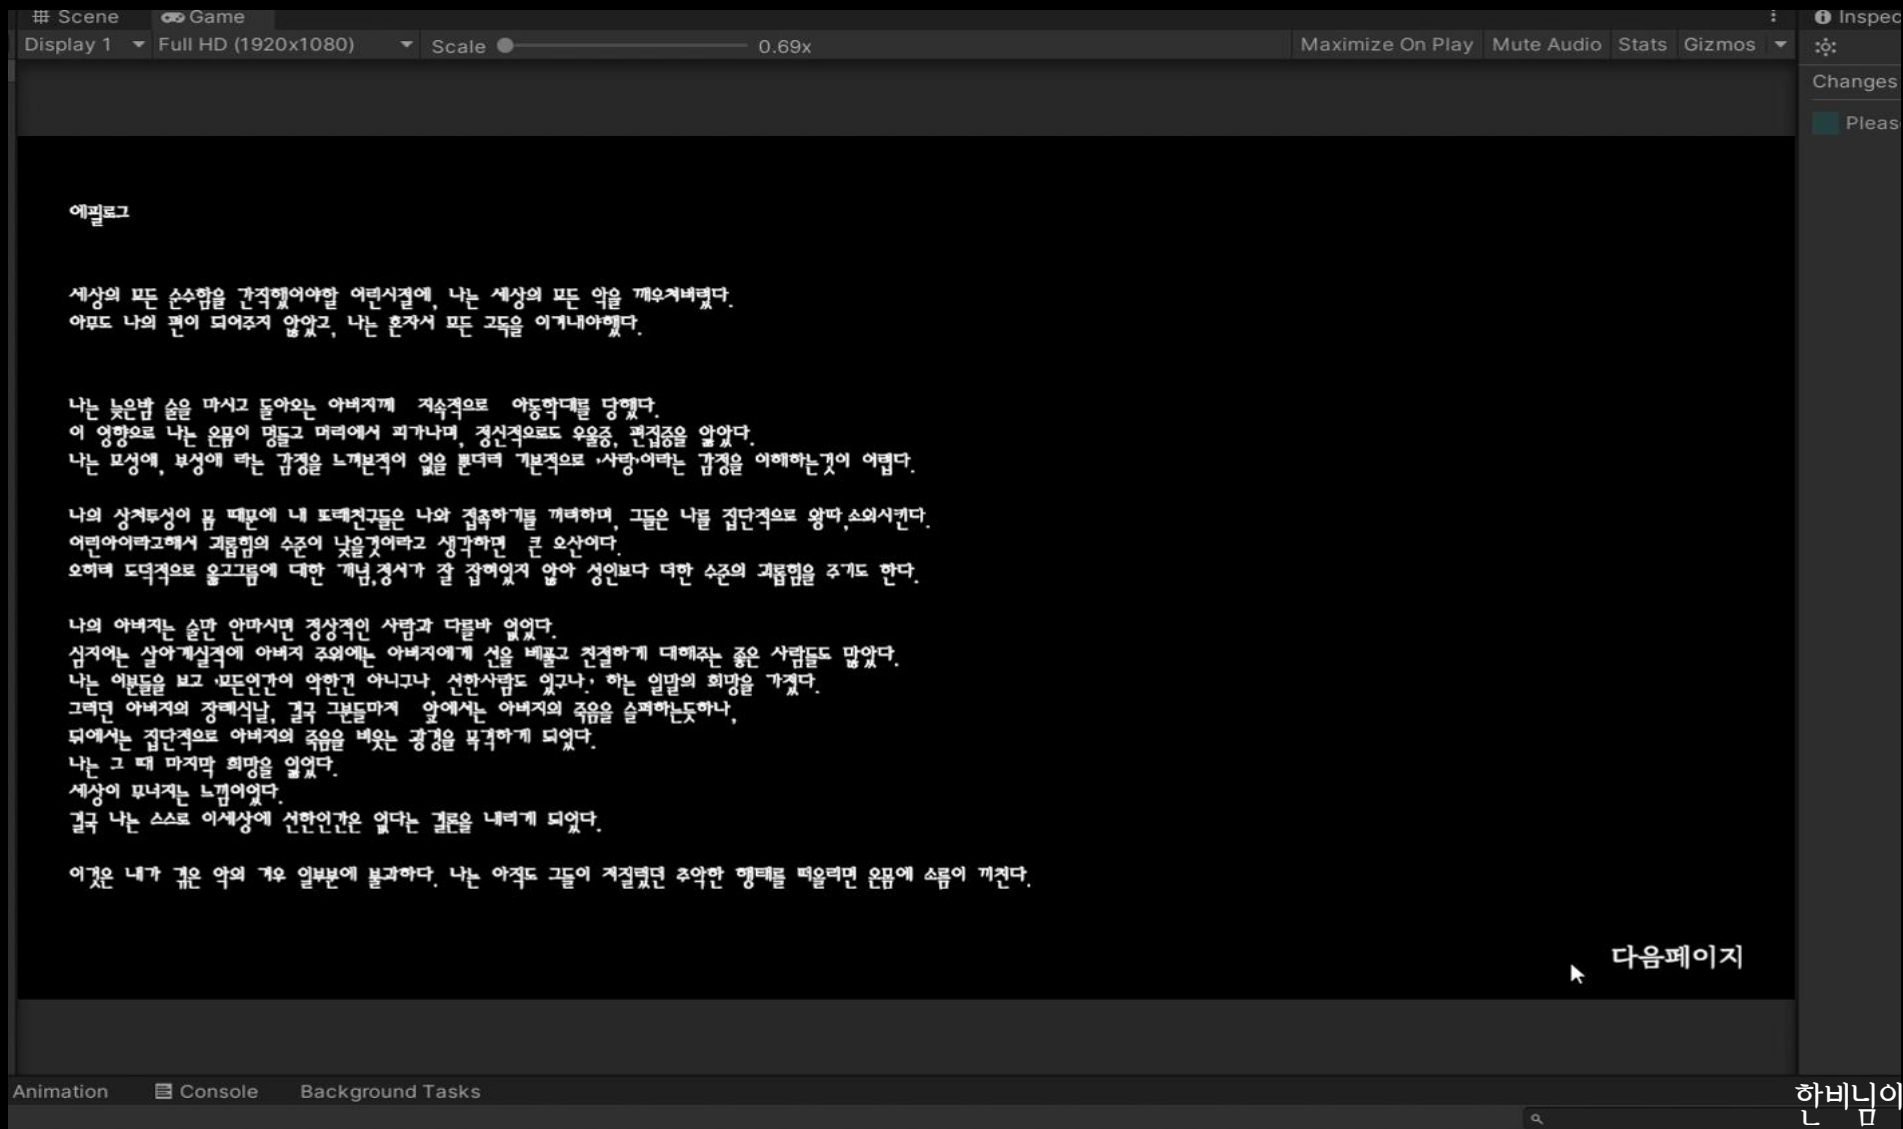 Scene Game
Inspec
Display 1 Full HD (1920x1080) Scale 0.69x Maximize On Play Mute Audio Stats Gizmos
Changes
Pleas
에필로그
세상의 모든 순수함을 간직했어야할 어린시절에, 나는 세상의 모든 악을 깨우쳐버렸다.
아무도 나의 편이 되어주지 않았고, 나는 혼자서 모든 고독을 이겨내야했다.
나는 늦은밤 술을 마시고 돌아오는 아버지께 지속적으로 아동학대를 당했다.
이 영향으로 나는 온몸이 멍들고 머리에서 피가나며, 정신적으로도 우울증, 편집증을 앓았다.
나는 모성애, 부성애 라는 감정을 느껴본적이 없을 뿐더러 기본적으로 '사랑'이라는 감정을 이해하는것이 어렵다.
나의 상처투성이 몸 때문에 내 또래친구들은 나와 접촉하기를 꺼려하며, 그들은 나를 집단적으로 왕따,소외시킨다.
어린아이라고해서 괴롭힘의 수준이 낮을것이라고 생각하면 큰 오산이다.
오히려 도덕적으로 옳고그름에 대한 개념,정서가 잘 잡혀있지 않아 성인보다 더한 수준의 괴롭힘을 주기도 한다.
나의 아버지는 술만 안마시면 정상적인 사람과 다를바 없었다.
심지어는 살아계실적에 아버지 주위에는 아버지에게 선을 베풀고 친절하게 대해주는 좋은 사람들도 많았다.
나는 이분들을 보고 '모든인간이 악한건 아니구나, 선한사람도 있구나.' 하는 일말의 희망을 가졌다.
그러던 아버지의 장례식날, 결국 그분들마저 앞에서는 아버지의 죽음을 슬퍼하는듯하나,
뒤에서는 집단적으로 아버지의 죽음을 비웃는 광경을 목격하게 되었다.
나는 그 때 마지막 희망을 잃었다.
세상이 무너지는 느낌이었다.
결국 나는 스스로 이세상에 선한인간은 없다는 결론을 내리게 되었다.
이것은 내가 겪은 악의 겨우 일부분에 불과하다. 나는 아직도 그들이 저질렀던 추악한 행태를 떠올리면 온몸에 소름이 끼친다.
다음페이지
Animation Console Background Tasks
한비님이